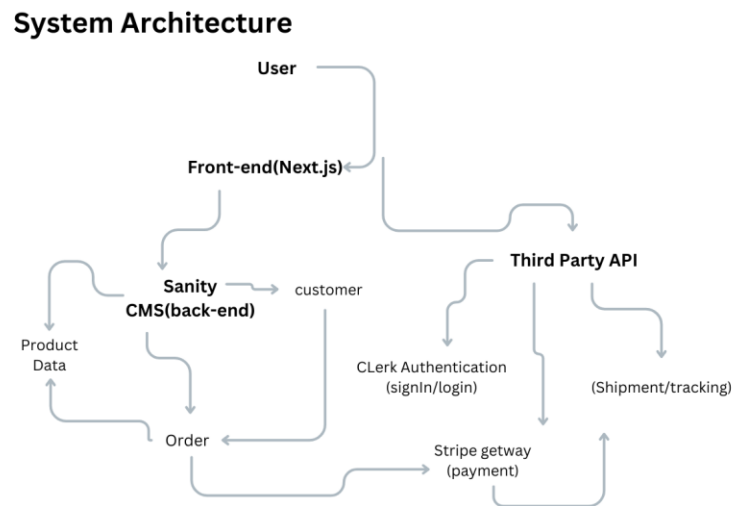 System Architecture
User
Front-end(Next.js)
Third Party API
Sanity
CMS(back-end)
customer
Product
Data
CLerk Authentication
(signIn/login)
(Shipment/tracking)
Order
Stripe getway
(payment)